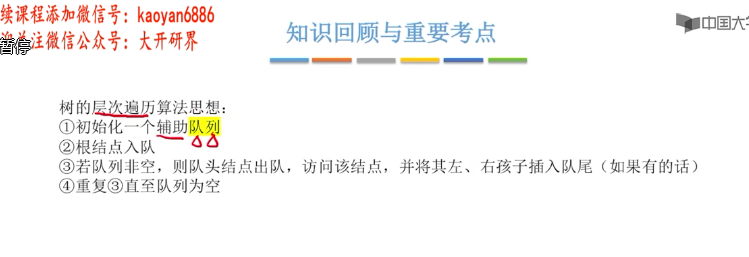 续课程添加微信号：kaoyan6886
关注微信公众号：大开研界
暂停
知识回顾与重要考点
中国大学
树的层次遍历算法思想：
①初始化一个辅助队列
②根结点入队
③若队列非空，则队头结点出队，访问该结点，并将其左、右孩子插入队尾（如果有的话）
④重复③直至队列为空